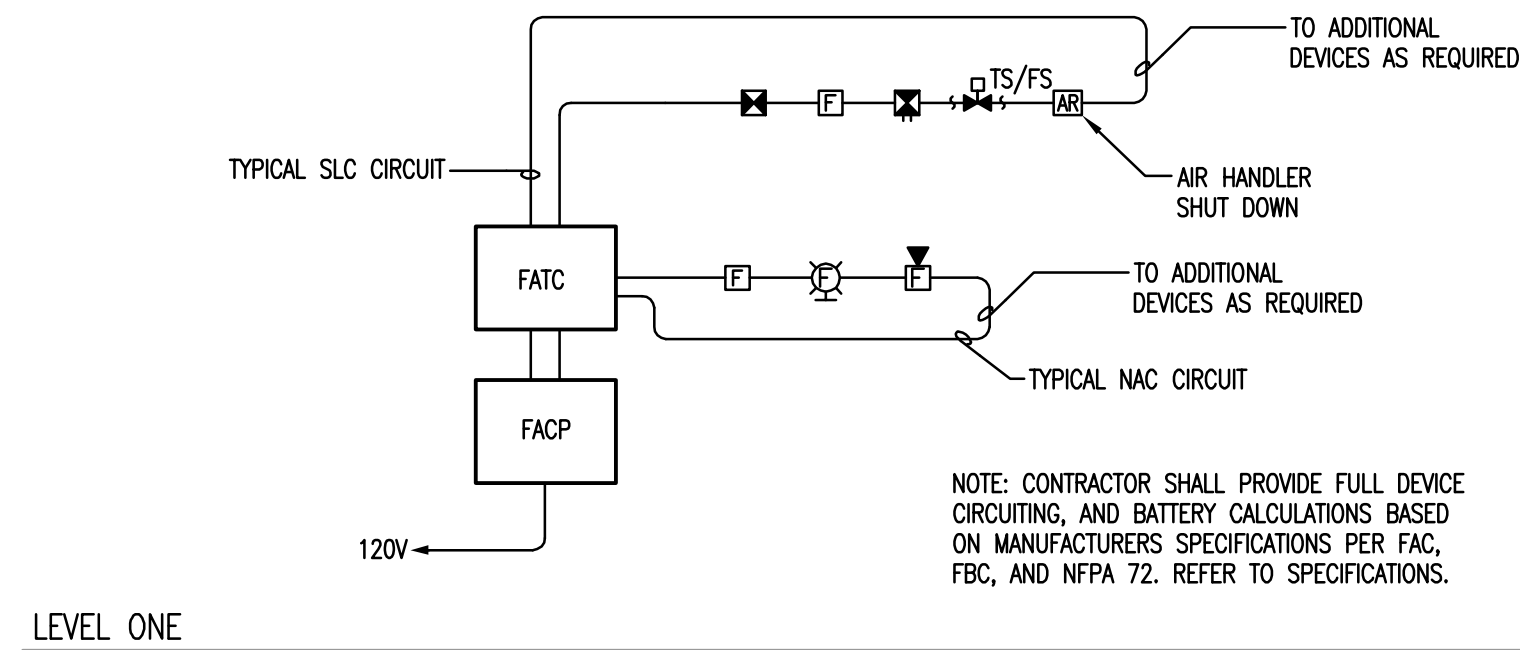 TO ADDITIONAL
DEVICES AS REQUIRED
TS/FS
F
AR
TYPICAL SLC CIRCUIT
AIR HANDLER
SHUT DOWN
FATC
F
F
F
TO ADDITIONAL
DEVICES AS REQUIRED
TYPICAL NAC CIRCUIT
FACP
120V
NOTE: CONTRACTOR SHALL PROVIDE FULL DEVICE
CIRCUITING, AND BATTERY CALCULATIONS BASED
ON MANUFACTURERS SPECIFICATIONS PER FAC,
FBC, AND NFPA 72. REFER TO SPECIFICATIONS.
LEVEL ONE